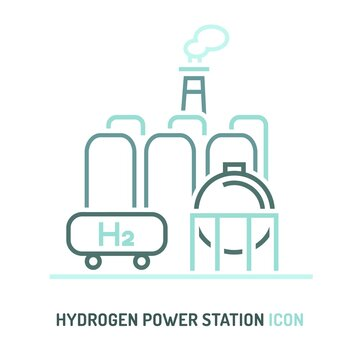 H2
HYDROGEN POWER STATION ICON